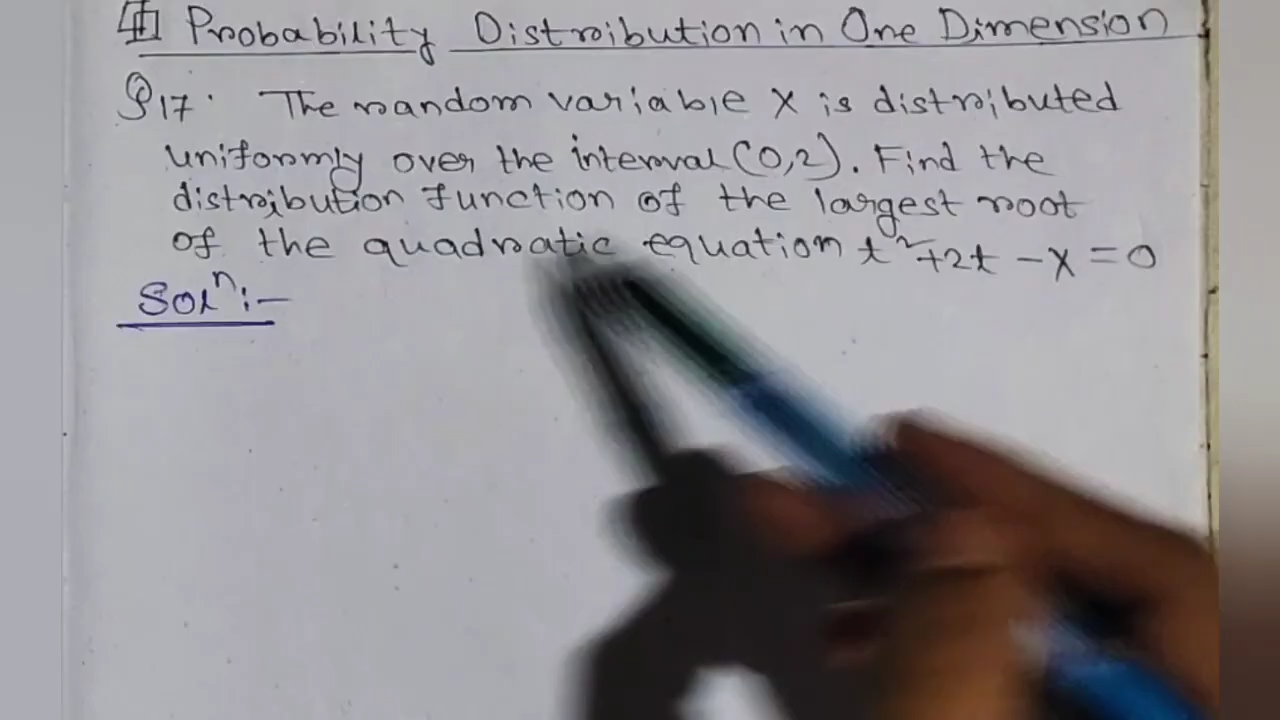 Probability Distribution in One Dimension
Q17. The random variable X is distributed
uniformly over the interval (0,2). Find the
distribution function of the largest root
of the quadratic equation t²+2t-x=0
Solⁿ:-